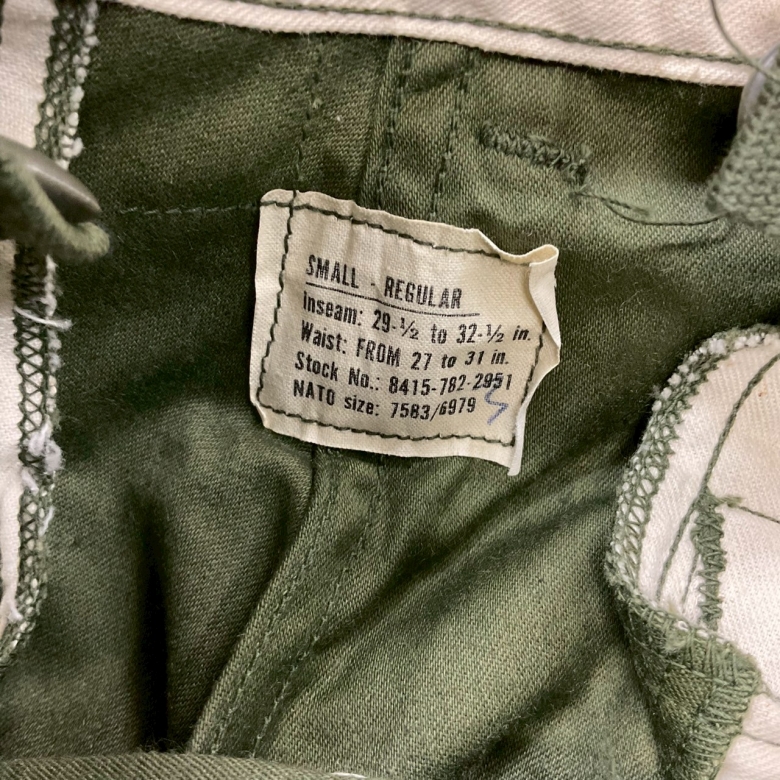 SMALL - REGULAR
inseam: 29-½ to 32-½ in.
Waist: FROM 27 to 31 in.
Stock No.: 8415-782-2951
NATO size: 7583/6979
S